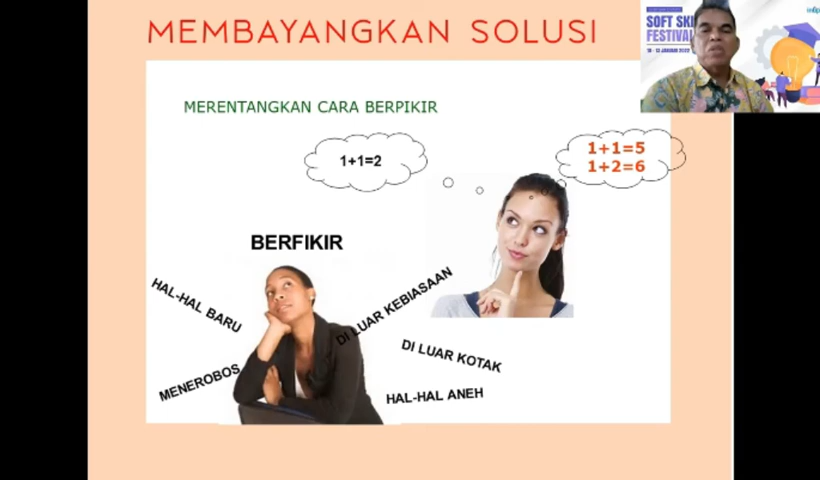 MEMBAYANGKAN SOLUSI
MERENTANGKAN CARA BERPIKIR
1+1=2
1+1=5
1+2=6
BERFIKIR
HAL-HAL BARU
DI LUAR KEBIASAAN
DI LUAR KOTAK
MENEROBOS
HAL-HAL ANEH
SOFT SKI
FESTIVAL